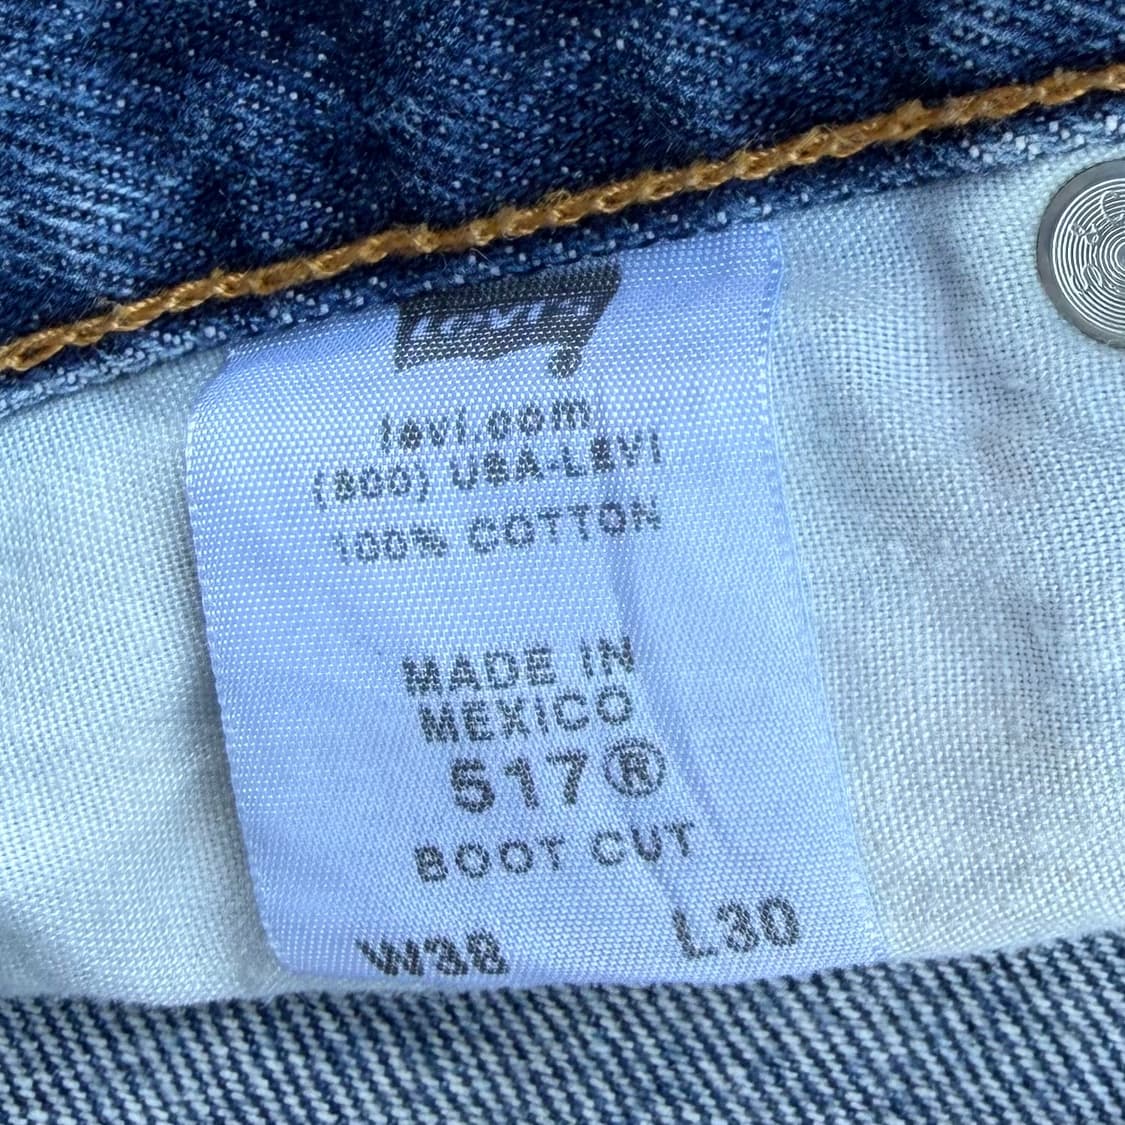 Levi's
levi.com
(800) USA-LEVI
100% COTTON
MADE IN
MEXICO
517®
BOOT CUT
W38 L30